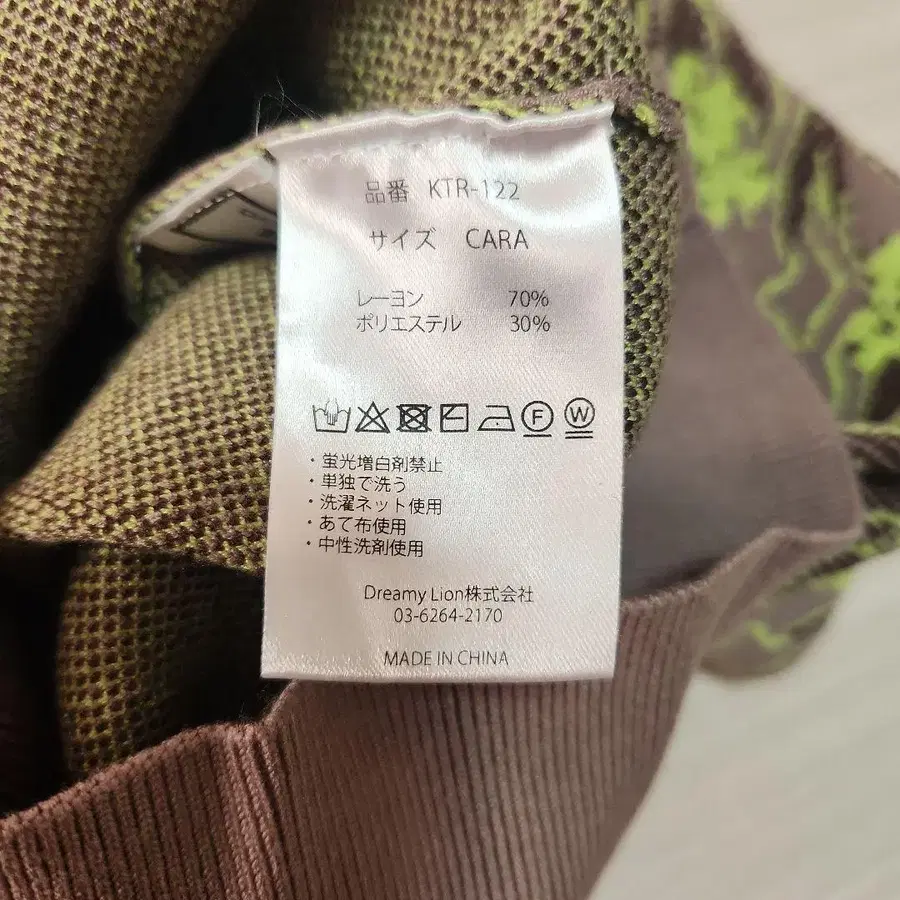 品番 KTR-122
サイズ CARA
レーヨン 70%
ポリエステル 30%
F W
・蛍光増白剤禁止
・単独で洗う
・洗濯ネット使用
・あて布使用
・中性洗剤使用
Dreamy Lion株式会社
03-6264-2170
MADE IN CHINA